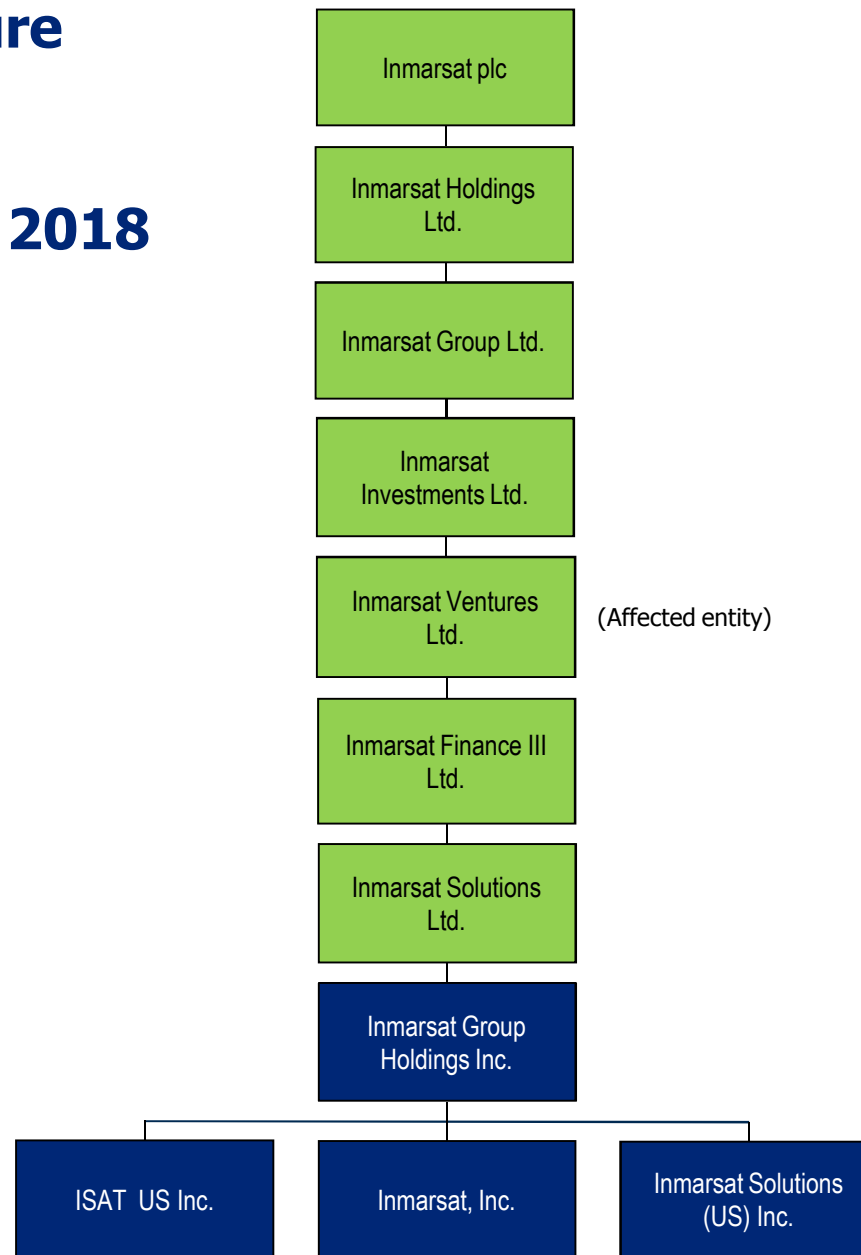 2018
Inmarsat plc
Inmarsat Holdings
Ltd.
Inmarsat Group Ltd.
Inmarsat
Investments Ltd.
Inmarsat Ventures
Ltd.
(Affected entity)
Inmarsat Finance III
Ltd.
Inmarsat Solutions
Ltd.
Inmarsat Group
Holdings Inc.
ISAT US Inc.
Inmarsat, Inc.
Inmarsat Solutions
(US) Inc.